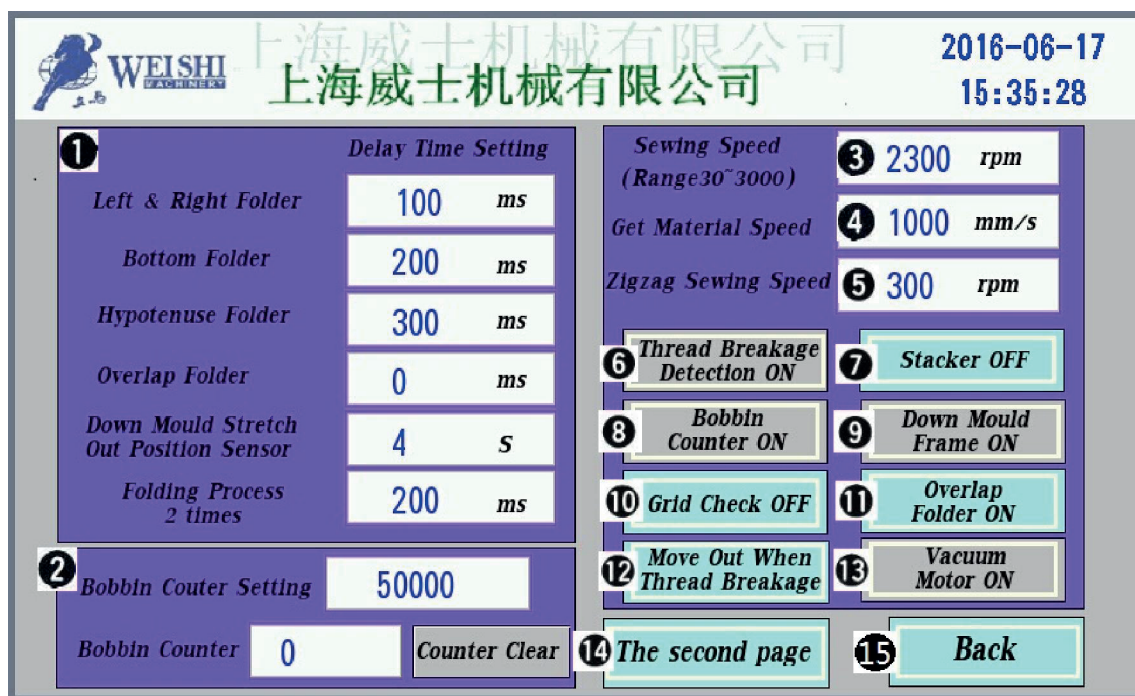 WEISHI
MACHINERY
上海威士机械有限公司
上海威士机械有限公司
2016-06-17
15:35:28
❶
Delay Time Setting
Left & Right Folder 100 ms
Bottom Folder 200 ms
Hypotenuse Folder 300 ms
Overlap Folder 0 ms
Down Mould Stretch
Out Position Sensor 4 S
Folding Process
2 times 200 ms
❷
Bobbin Couter Setting 50000
Bobbin Counter 0 Counter Clear
Sewing Speed
(Range30~3000) ❸ 2300 rpm
Get Material Speed ❹ 1000 mm/s
Zigzag Sewing Speed ❺ 300 rpm
❻ Thread Breakage
Detection ON
❼ Stacker OFF
❽ Bobbin
Counter ON
❾ Down Mould
Frame ON
❿ Grid Check OFF
⓫ Overlap
Folder ON
⓬ Move Out When
Thread Breakage
⓭ Vacuum
Motor ON
⓮ The second page
⓯ Back